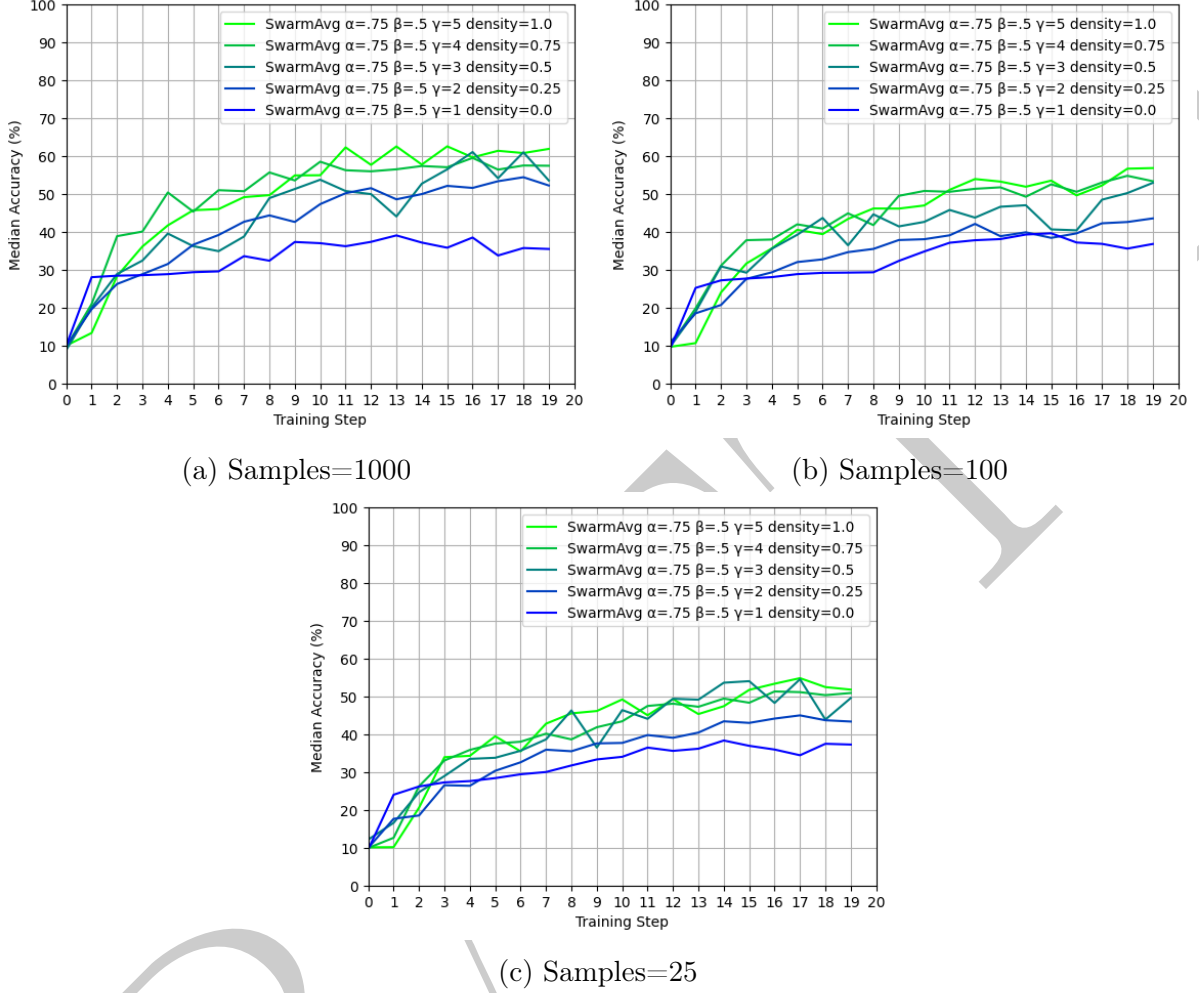 100
90
80
70
60
50
40
30
20
10
0
Median Accuracy (%)
SwarmAvg α=.75 β=.5 γ=5 density=1.0
SwarmAvg α=.75 β=.5 γ=4 density=0.75
SwarmAvg α=.75 β=.5 γ=3 density=0.5
SwarmAvg α=.75 β=.5 γ=2 density=0.25
SwarmAvg α=.75 β=.5 γ=1 density=0.0
0 1 2 3 4 5 6 7 8 9 10 11 12 13 14 15 16 17 18 19 20
Training Step
(a) Samples=1000
100
90
80
70
60
50
40
30
20
10
0
Median Accuracy (%)
SwarmAvg α=.75 β=.5 γ=5 density=1.0
SwarmAvg α=.75 β=.5 γ=4 density=0.75
SwarmAvg α=.75 β=.5 γ=3 density=0.5
SwarmAvg α=.75 β=.5 γ=2 density=0.25
SwarmAvg α=.75 β=.5 γ=1 density=0.0
0 1 2 3 4 5 6 7 8 9 10 11 12 13 14 15 16 17 18 19 20
Training Step
(b) Samples=100
100
90
80
70
60
50
40
30
20
10
0
Median Accuracy (%)
SwarmAvg α=.75 β=.5 γ=5 density=1.0
SwarmAvg α=.75 β=.5 γ=4 density=0.75
SwarmAvg α=.75 β=.5 γ=3 density=0.5
SwarmAvg α=.75 β=.5 γ=2 density=0.25
SwarmAvg α=.75 β=.5 γ=1 density=0.0
0 1 2 3 4 5 6 7 8 9 10 11 12 13 14 15 16 17 18 19 20
Training Step
(c) Samples=25